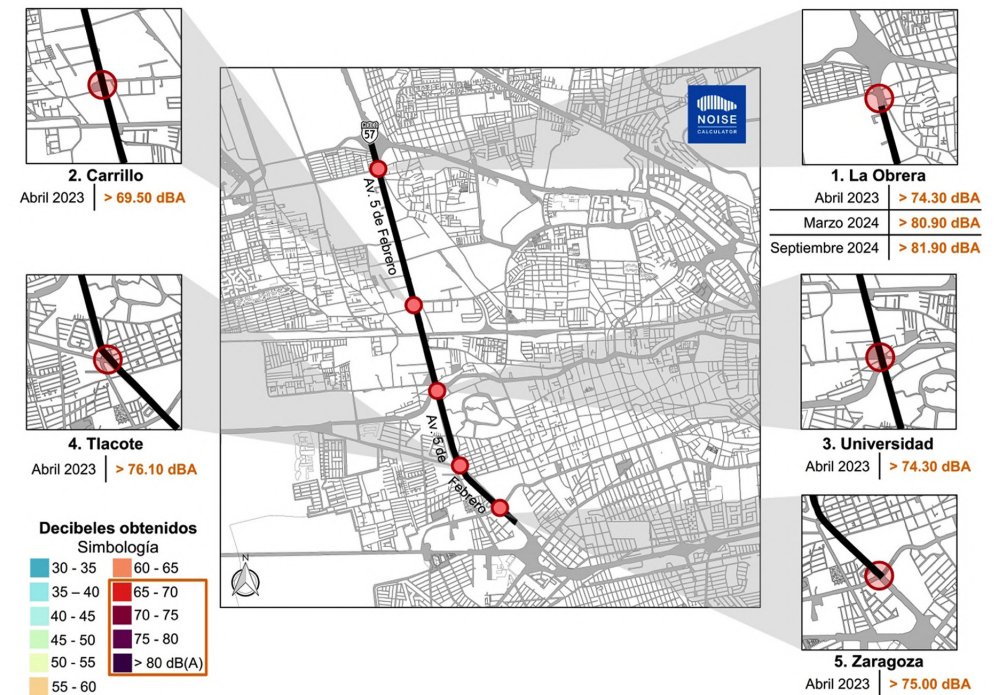 2. Carrillo
Abril 2023 > 69.50 dBA
4. Tlacote
Abril 2023 > 76.10 dBA
Decibeles obtenidos
Simbología
30 - 35
35 – 40
40 - 45
45 - 50
50 - 55
55 - 60
60 - 65
65 - 70
70 - 75
75 - 80
> 80 dB(A)
57
Av. 5 de Febrero
Av. 5 de
Febrero
N
NOISE
CALCULATOR
1. La Obrera
Abril 2023 > 74.30 dBA
Marzo 2024 > 80.90 dBA
Septiembre 2024 > 81.90 dBA
3. Universidad
Abril 2023 > 74.30 dBA
5. Zaragoza
Abril 2023 > 75.00 dBA